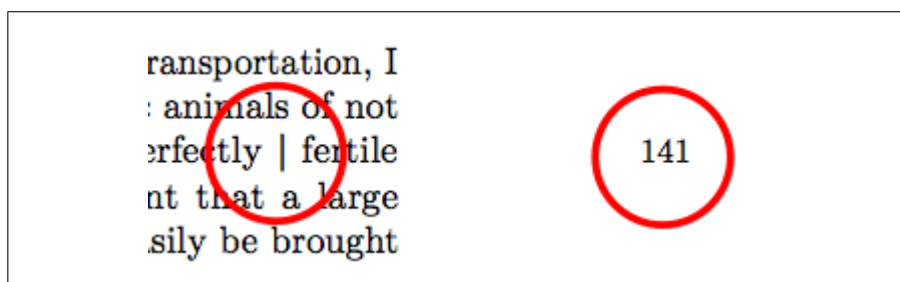 ransportation, I
animals of not
erfectly | fertile 141
nt that a large
sily be brought